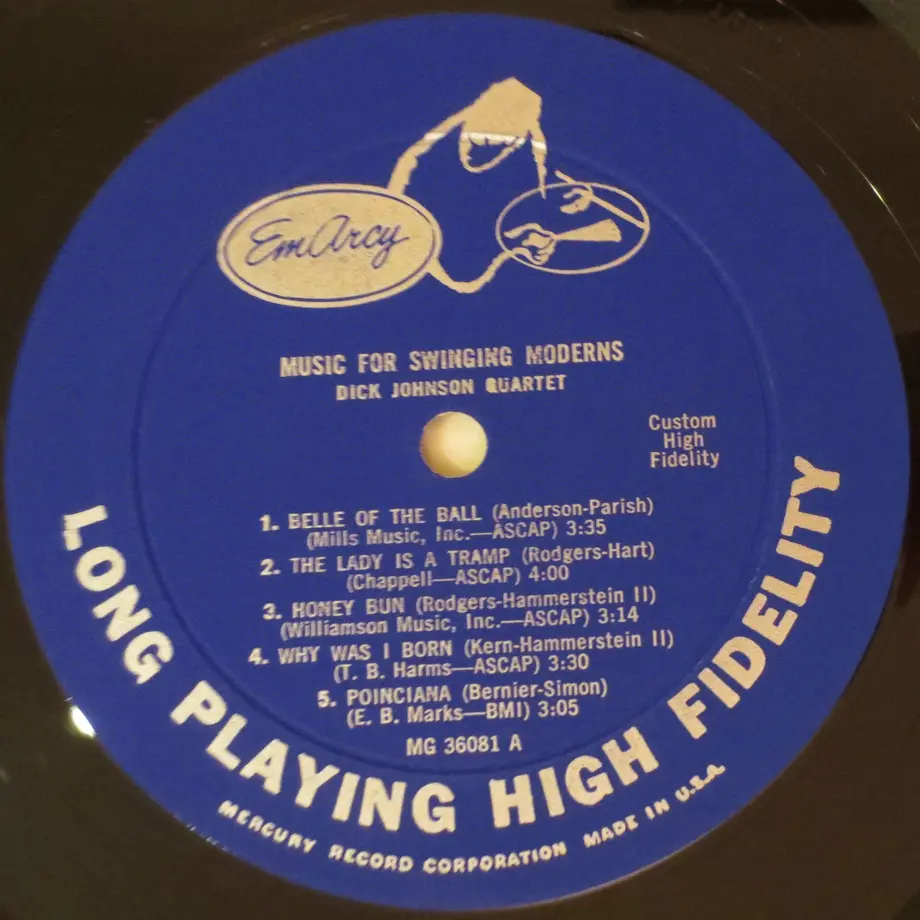 EmArcy
MUSIC FOR SWINGING MODERNS
DICK JOHNSON QUARTET
Custom
High
Fidelity
1. BELLE OF THE BALL (Anderson-Parish)
(Mills Music, Inc.—ASCAP) 3:35
2. THE LADY IS A TRAMP (Rodgers-Hart)
(Chappell—ASCAP) 4:00
3. HONEY BUN (Rodgers-Hammerstein II)
(Williamson Music, Inc.—ASCAP) 3:14
4. WHY WAS I BORN (Kern-Hammerstein II)
(T. B. Harms—ASCAP) 3:30
5. POINCIANA (Bernier-Simon)
(E. B. Marks—BMI) 3:05
MG 36081 A
LONG PLAYING HIGH FIDELITY
MERCURY RECORD CORPORATION MADE IN U.S.A.